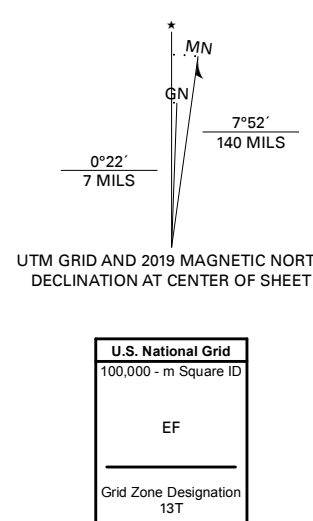 ★
MN
GN
7°52´
140 MILS
0°22´
7 MILS
UTM GRID AND 2019 MAGNETIC NORT
DECLINATION AT CENTER OF SHEET
U.S. National Grid
100,000 - m Square ID
EF
Grid Zone Designation
13T